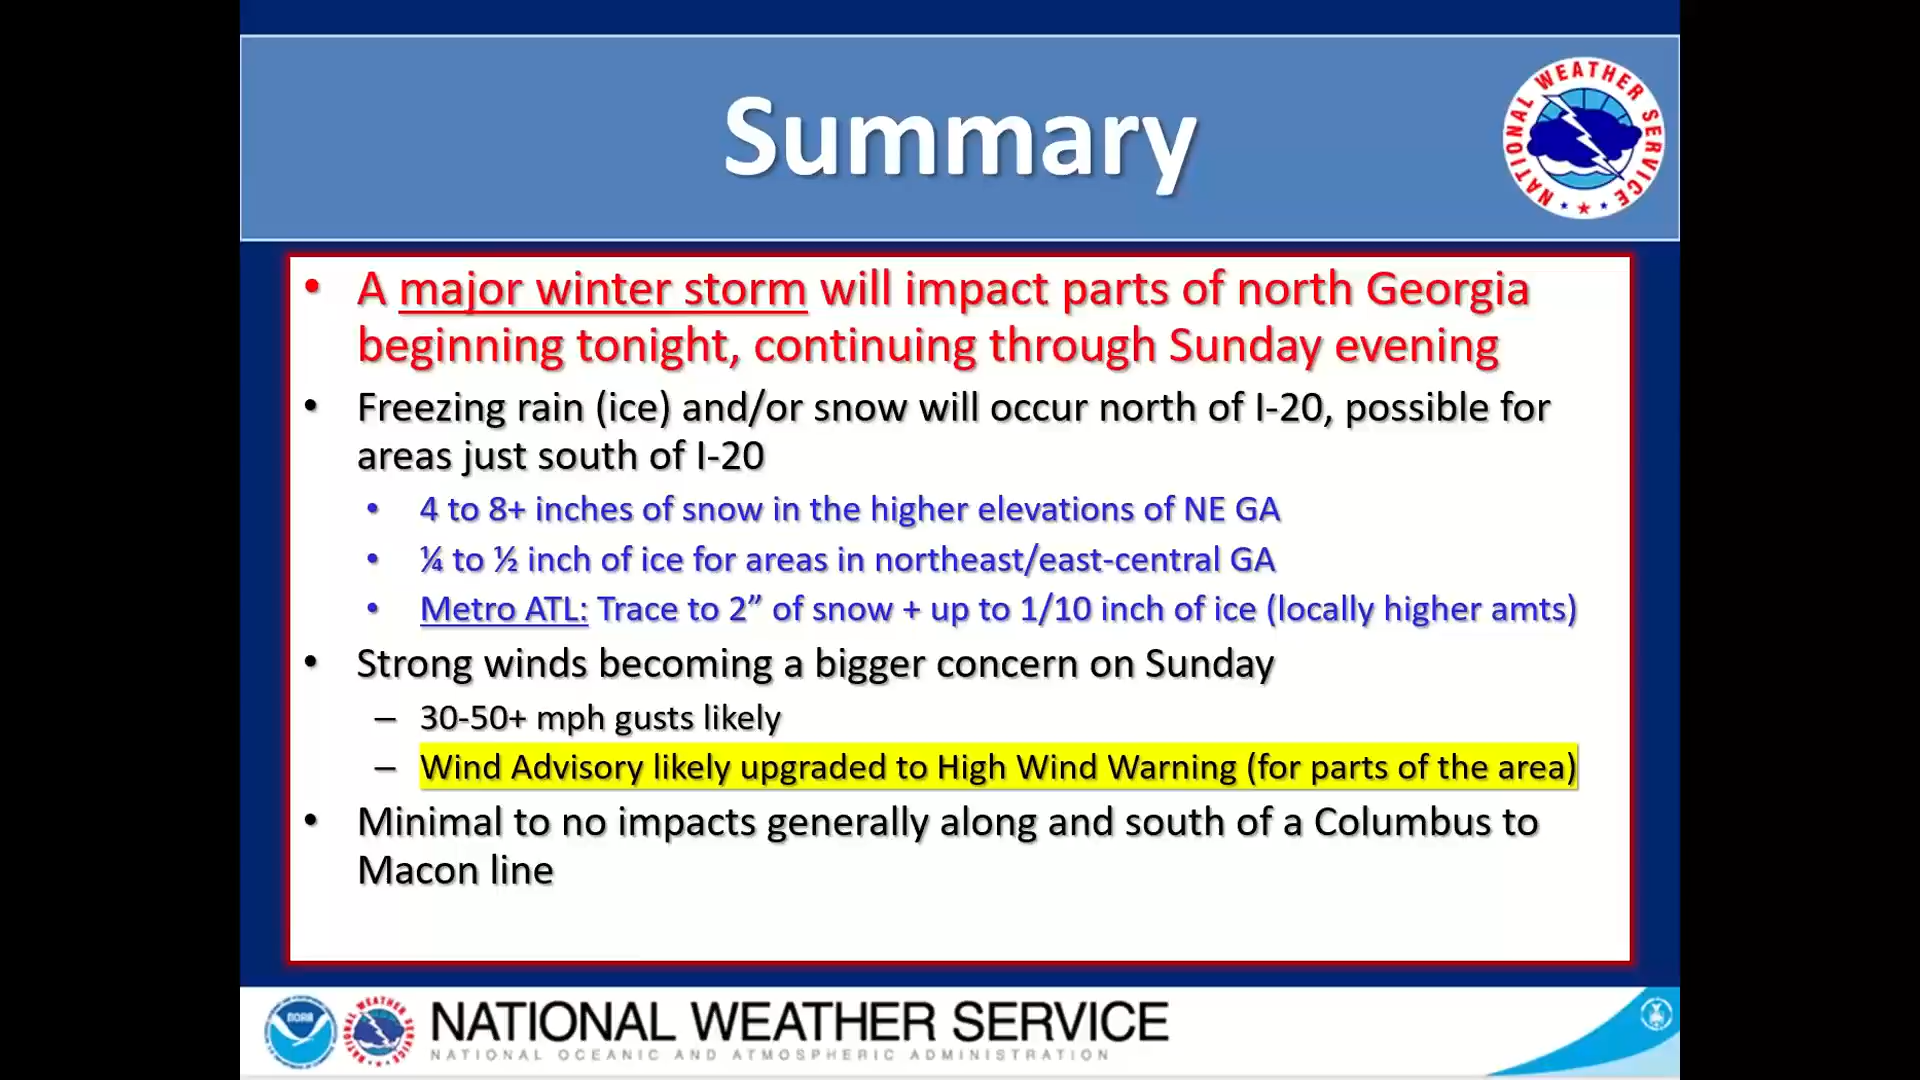 Summary
NATIONAL WEATHER SERVICE
• A major winter storm will impact parts of north Georgia
beginning tonight, continuing through Sunday evening
• Freezing rain (ice) and/or snow will occur north of I-20, possible for
areas just south of I-20
• 4 to 8+ inches of snow in the higher elevations of NE GA
• ¼ to ½ inch of ice for areas in northeast/east-central GA
• Metro ATL: Trace to 2” of snow + up to 1/10 inch of ice (locally higher amts)
• Strong winds becoming a bigger concern on Sunday
– 30-50+ mph gusts likely
– Wind Advisory likely upgraded to High Wind Warning (for parts of the area)
• Minimal to no impacts generally along and south of a Columbus to
Macon line
NOAA
NATIONAL WEATHER SERVICE
NATIONAL WEATHER SERVICE
NATIONAL OCEANIC AND ATMOSPHERIC ADMINISTRATION